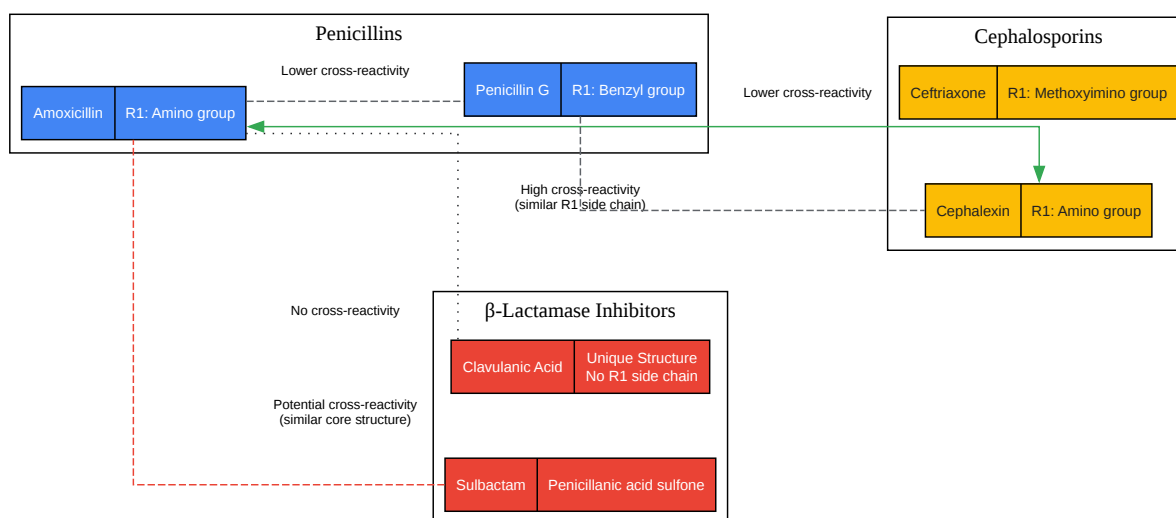 Penicillins
Cephalosporins
Lower cross-reactivity
Penicillin G
R1: Benzyl group
Lower cross-reactivity
Ceftriaxone
R1: Methoxyimino group
Amoxicillin
R1: Amino group
High cross-reactivity
(similar R1 side chain)
Cephalexin
R1: Amino group
No cross-reactivity
β-Lactamase Inhibitors
Clavulanic Acid
Unique Structure
No R1 side chain
Potential cross-reactivity
(similar core structure)
Sulbactam
Penicillanic acid sulfone